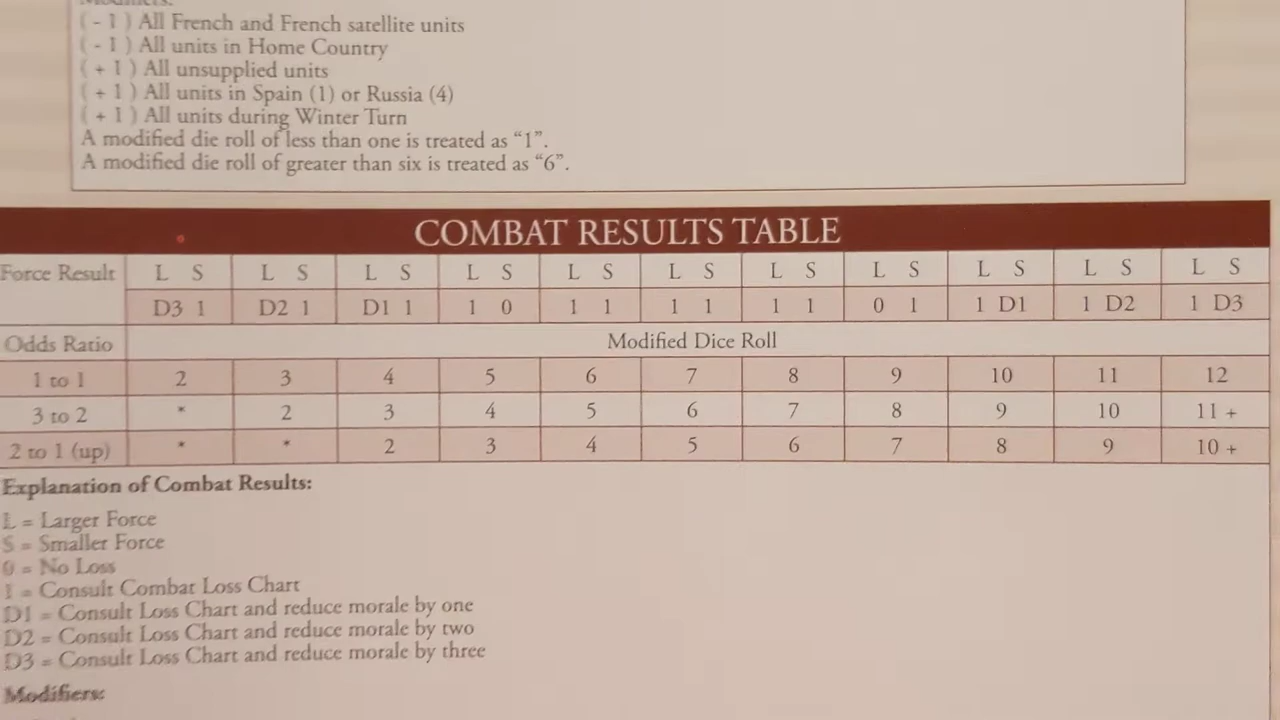 Modifiers:
( - 1 ) All French and French satellite units
( - 1 ) All units in Home Country
( + 1 ) All unsupplied units
( + 1 ) All units in Spain (1) or Russia (4)
( + 1 ) All units during Winter Turn
A modified die roll of less than one is treated as “1”.
A modified die roll of greater than six is treated as “6”.
COMBAT RESULTS TABLE
Force Result L S L S L S L S L S L S L S L S L S L S L S
D3 1 D2 1 D1 1 1 0 1 1 1 1 1 1 0 1 1 D1 1 D2 1 D3
Odds Ratio Modified Dice Roll
1 to 1 2 3 4 5 6 7 8 9 10 11 12
3 to 2 * 2 3 4 5 6 7 8 9 10 11 +
2 to 1 (up) * * 2 3 4 5 6 7 8 9 10 +
Explanation of Combat Results:
L = Larger Force
S = Smaller Force
0 = No Loss
1 = Consult Combat Loss Chart
D1 = Consult Loss Chart and reduce morale by one
D2 = Consult Loss Chart and reduce morale by two
D3 = Consult Loss Chart and reduce morale by three
Modifiers: